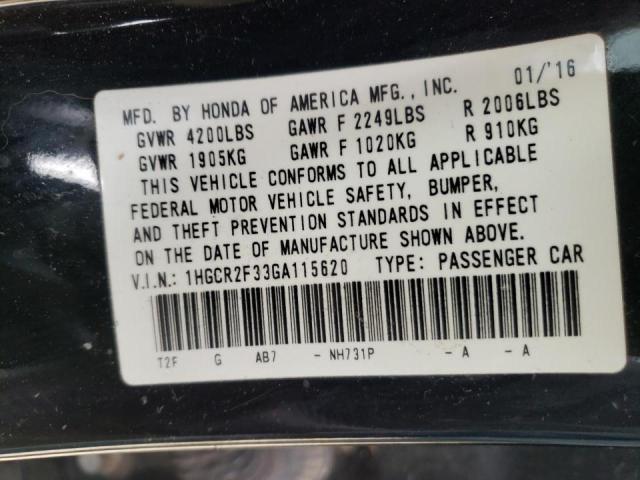 MFD. BY HONDA OF AMERICA MFG., INC. 01/'16
GVWR 4200LBS GAWR F 2249LBS R 2006LBS
GVWR 1905KG GAWR F 1020KG R 910KG
THIS VEHICLE CONFORMS TO ALL APPLICABLE
FEDERAL MOTOR VEHICLE SAFETY, BUMPER,
AND THEFT PREVENTION STANDARDS IN EFFECT
ON THE DATE OF MANUFACTURE SHOWN ABOVE.
V.I.N.: 1HGCR2F33GA115620 TYPE: PASSENGER CAR
T2F G AB7 - NH731P - A - A